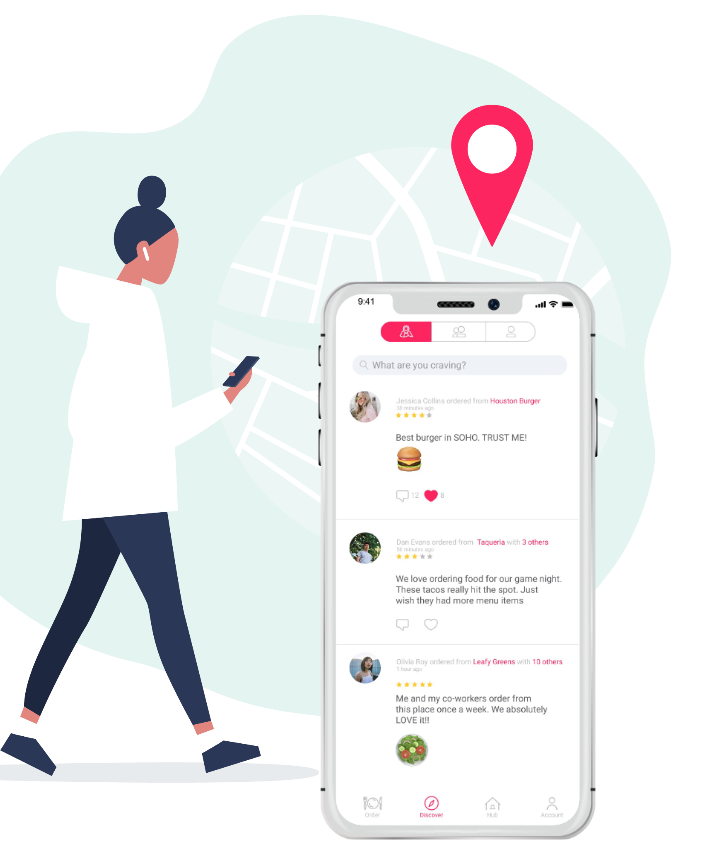 9:41
What are you craving?
Jessica Collins ordered from Houston Burger
38 minutes ago
Best burger in SOHO. TRUST ME!
12 8
Dan Evans ordered from Taqueria with 3 others
56 minutes ago
We love ordering food for our game night.
These tacos really hit the spot. Just
wish they had more menu items
Olivia Roy ordered from Leafy Greens with 10 others
1 hour ago
Me and my co-workers order from
this place once a week. We absolutely
LOVE it!!
Order Discover Hub Account